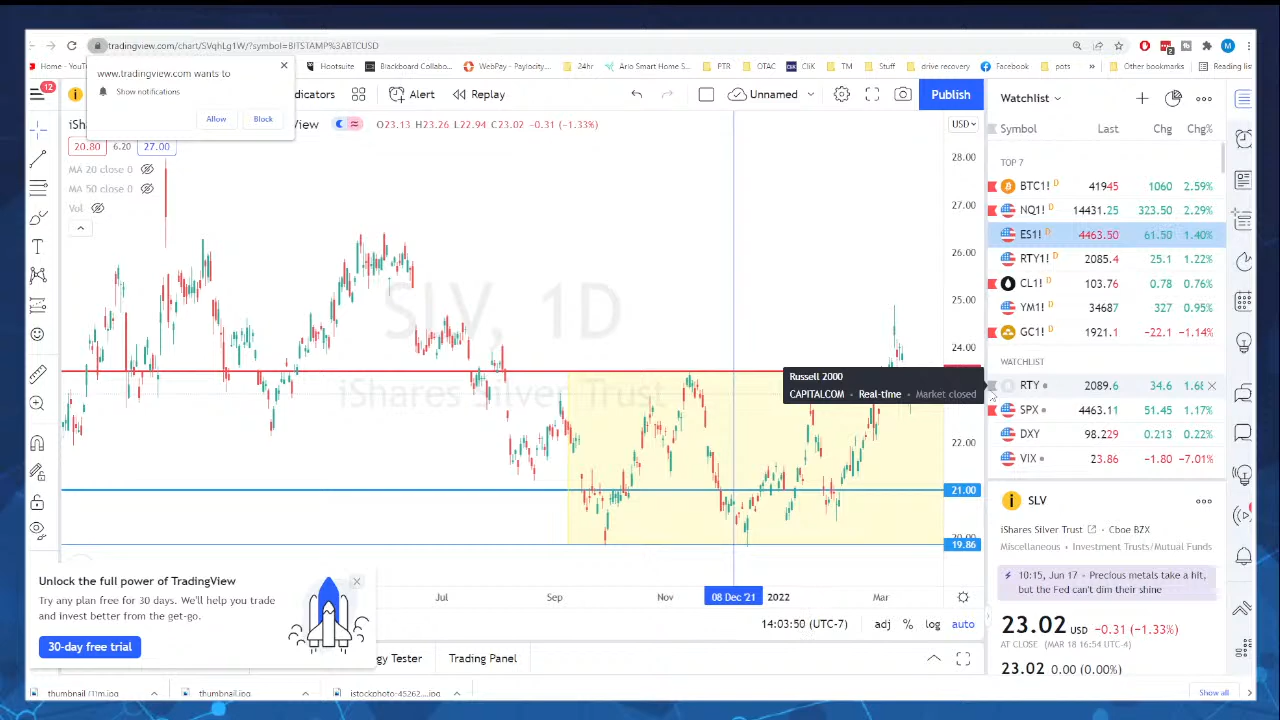 tradingview.com/chart/SVqhLg1W/?symbol=BITSTAMP%3ABTCUSD
Home - YouT
Hootsuite
Blackboard Collabo...
WebPay - Paylocity...
24hr
Arlo Smart Home S...
PTR
OTAC
CBK
TM
Stuff
drive recovery
Facebook
pots
»
Other bookmarks
Reading list
www.tradingview.com wants to
Show notifications
Allow
Block
12
Indicators
Alert
Replay
Unnamed
Publish
O23.13 H23.26 L22.94 C23.02 -0.31 (-1.33%)
20.80
6.20
27.00
MA 20 close 0
MA 50 close 0
Vol
SLV, 1D
iShares Silver Trust
USD
28.00
27.00
26.00
25.00
24.00
22.00
21.00
19.86
Jul
Sep
Nov
08 Dec '21
2022
Mar
Russell 2000
CAPITALCOM • Real-time • Market closed
14:03:50 (UTC-7)
adj
%
log
auto
Trading Panel
Unlock the full power of TradingView
Try any plan free for 30 days. We'll help you trade
and invest better from the get-go.
30-day free trial
Watchlist
Symbol Last Chg Chg%
TOP 7
BTC1! D 41945 1060 2.59%
NQ1! D 14431.25 323.50 2.29%
ES1! D 4463.50 61.50 1.40%
RTY1! D 2085.4 25.1 1.22%
CL1! D 103.76 0.78 0.76%
YM1! D 34687 327 0.95%
GC1! D 1921.1 -22.1 -1.14%
WATCHLIST
RTY 2089.6 34.6
SPX 4463.11 51.45 1.17%
DXY 98.229 0.213 0.22%
VIX 23.86 -1.80 -7.01%
SLV
iShares Silver Trust • Cboe BZX
Miscellaneous • Investment Trusts/Mutual Funds
10:15, Jun 17 • Precious metals take a hit,
but the Fed can't dim their shine
23.02 USD -0.31 (-1.33%)
AT CLOSE (MAR 18 16:54 UTC-4)
23.02 0.00 (0.00%)
Show all